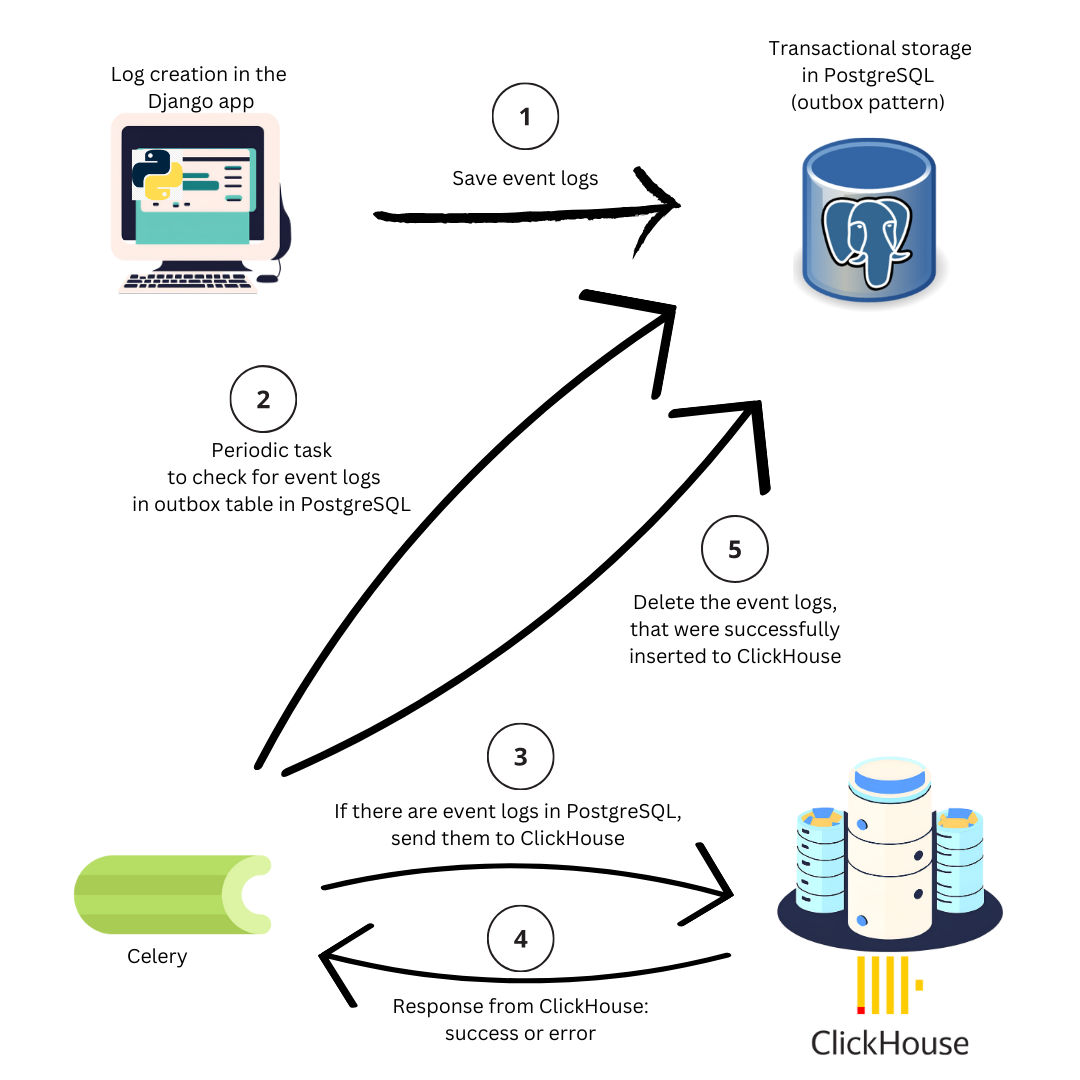 Log creation in the
Django app
1
Save event logs
Transactional storage
in PostgreSQL
(outbox pattern)
2
Periodic task
to check for event logs
in outbox table in PostgreSQL
5
Delete the event logs,
that were successfully
inserted to ClickHouse
3
If there are event logs in PostgreSQL,
send them to ClickHouse
Celery
4
Response from ClickHouse:
success or error
ClickHouse